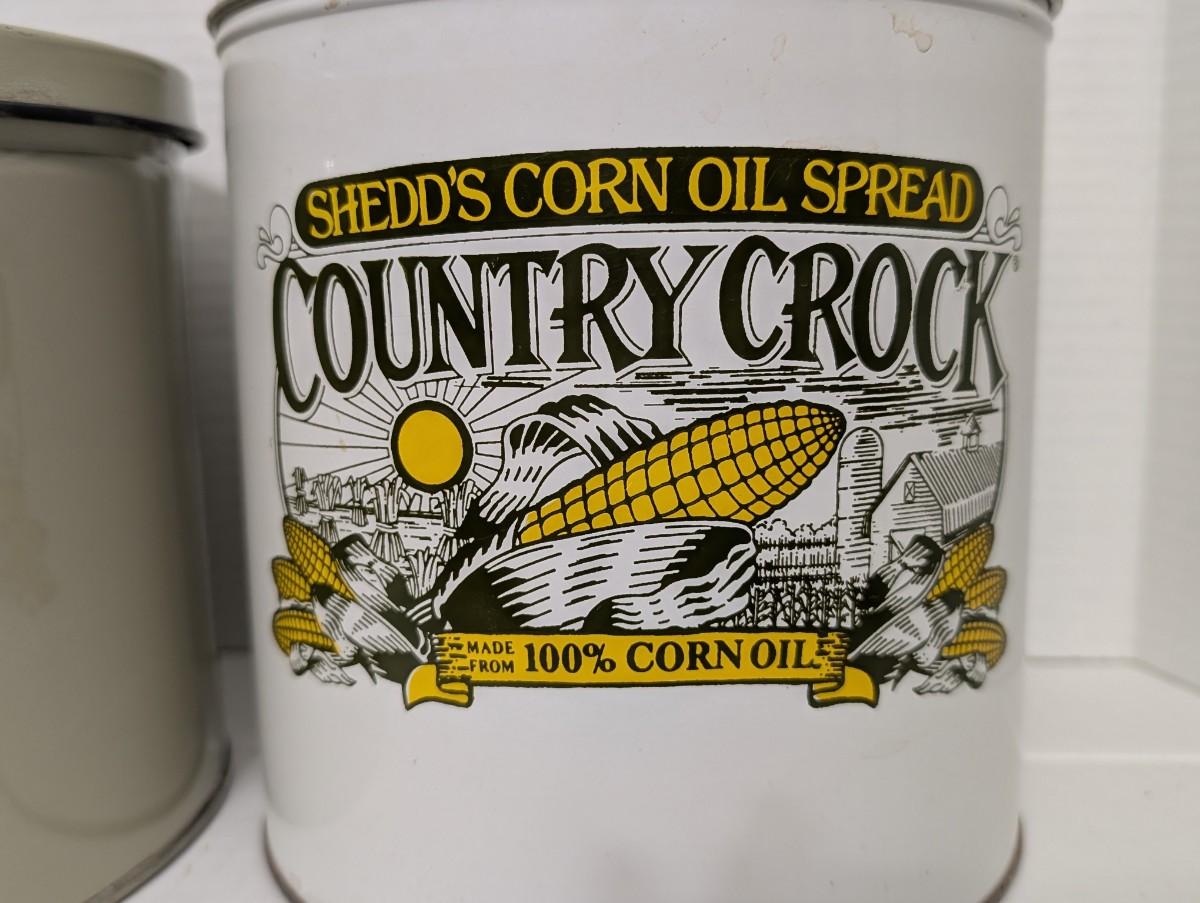 SHEDD'S CORN OIL SPREAD
COUNTRY CROCK®
MADE
FROM
100% CORN OIL